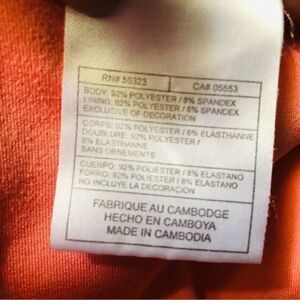 RN# 56323 CA# 05553
BODY: 92% POLYESTER / 8% SPANDEX
LINING: 92% POLYESTER / 8% SPANDEX
EXCLUSIVE OF DECORATION
CORPS: 92% POLYESTER / 8% ELASTHANNE
DOUBLURE: 92% POLYESTER /
8% ELASTHANNE
SANS ORNEMENTS
CUERPO: 92% POLIESTER / 8% ELASTANO
FORRO: 92% POLIESTER / 8% ELASTANO
NO INCLUYE LA DECORACION
FABRIQUE AU CAMBODGE
HECHO EN CAMBOYA
MADE IN CAMBODIA